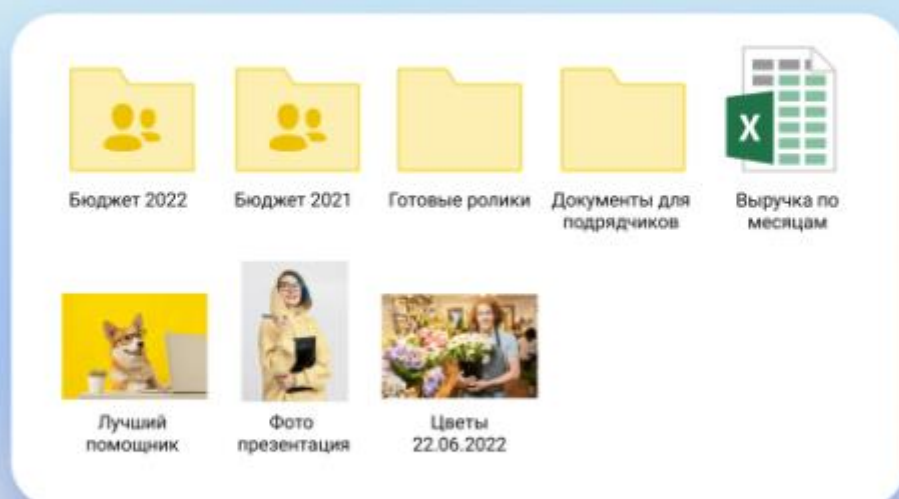 X
Бюджет 2022
Бюджет 2021
Готовые ролики
Документы для
подрядчиков
Выручка по
месяцам
Лучший
помощник
Фото
презентация
Цветы
22.06.2022